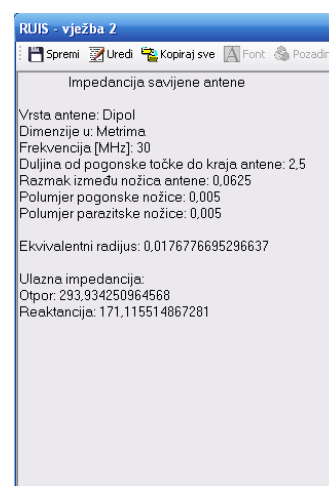 RUIS - vježba 2
Spremi Uredi Kopiraj sve Font Pozadin
Impedancija savijene antene
Vrsta antene: Dipol
Dimenzije u: Metrima
Frekvencija [MHz]: 30
Duljina od pogonske točke do kraja antene: 2,5
Razmak između nožica antene: 0,0625
Polumjer pogonske nožice: 0,005
Polumjer parazitske nožice: 0,005
Ekvivalentni radijus: 0,0176776695296637
Ulazna impedancija:
Otpor: 293,934250964568
Reaktancija: 171,115514867281